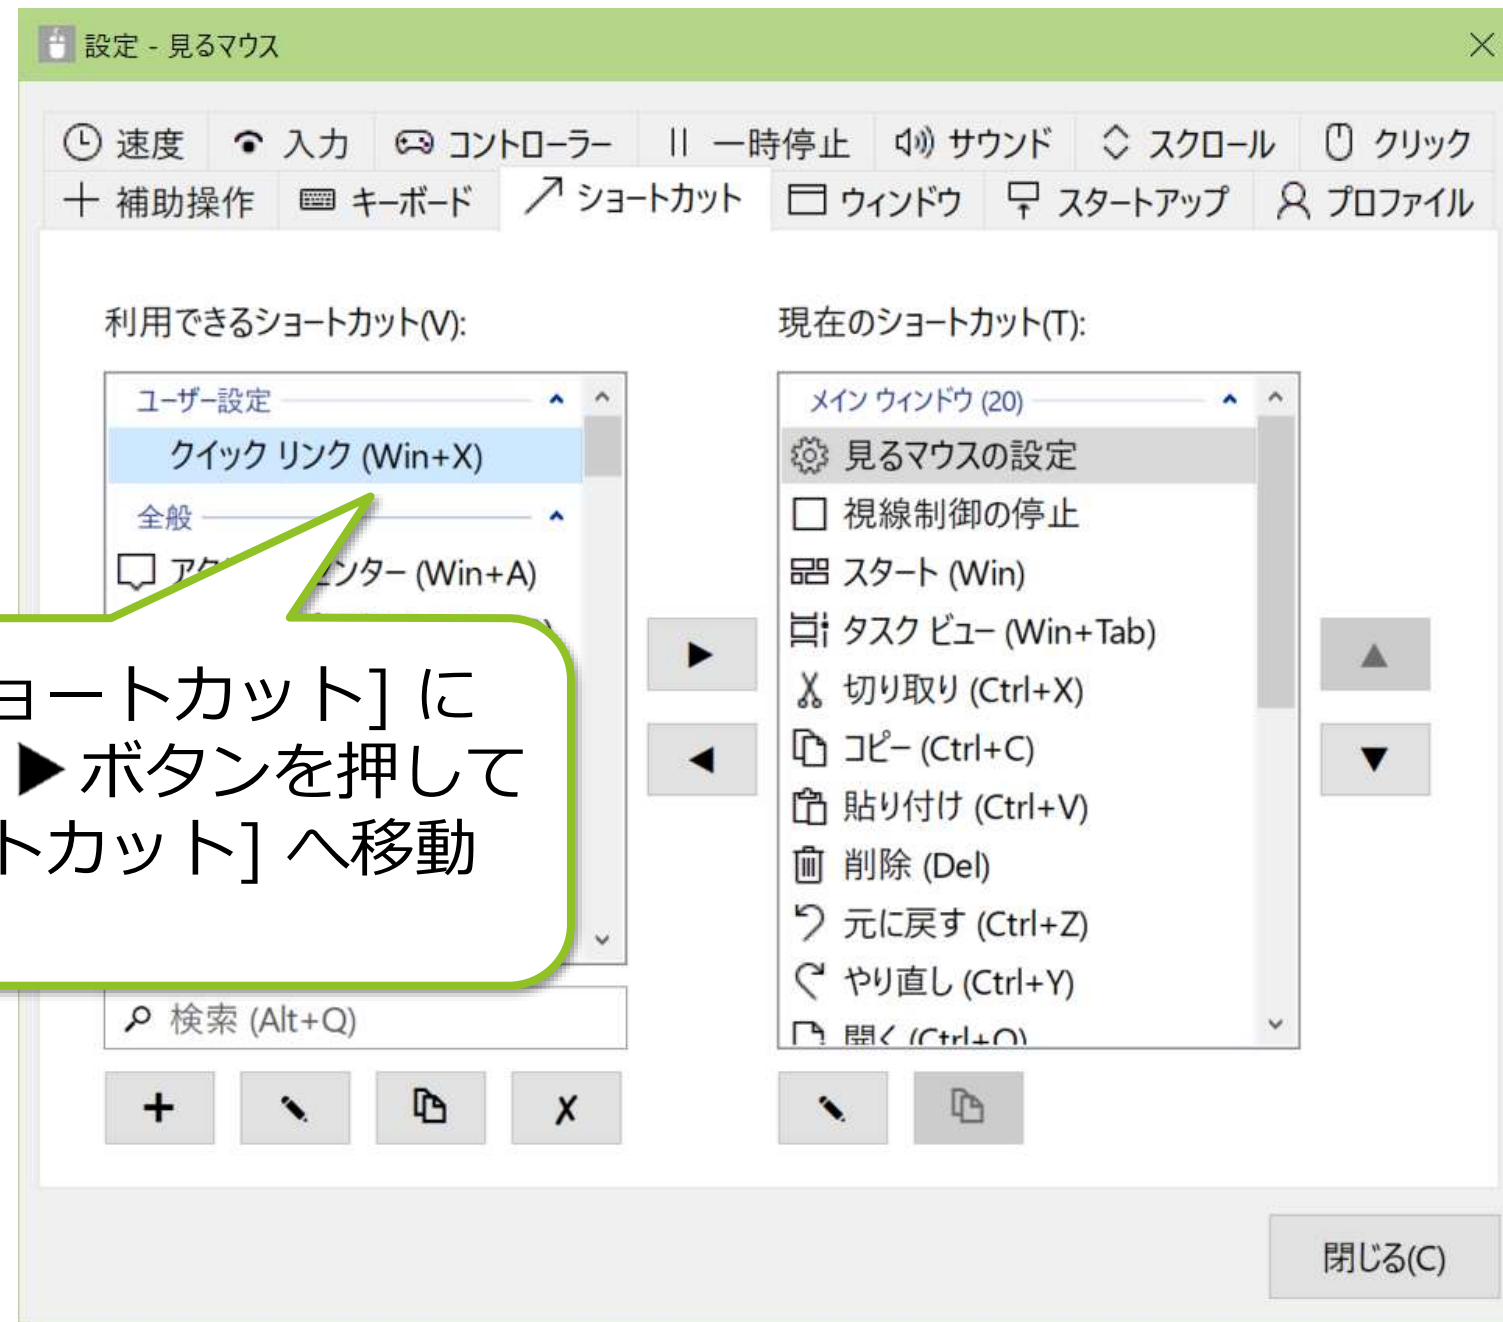 設定 - 見るマウス
速度 入力 コントローラー 一時停止 サウンド スクロール クリック
補助操作 キーボード ショートカット ウィンドウ スタートアップ プロファイル
利用できるショートカット(V):
ユーザー設定
クイック リンク (Win+X)
全般
ンター (Win+A)
ョートカット] に
▶ ボタンを押して
トカット] へ移動
検索 (Alt+Q)
現在のショートカット(T):
メイン ウィンドウ (20)
見るマウスの設定
視線制御の停止
スタート (Win)
タスク ビュー (Win+Tab)
切り取り (Ctrl+X)
コピー (Ctrl+C)
貼り付け (Ctrl+V)
削除 (Del)
元に戻す (Ctrl+Z)
やり直し (Ctrl+Y)
開く (Ctrl+O)
閉じる(C)